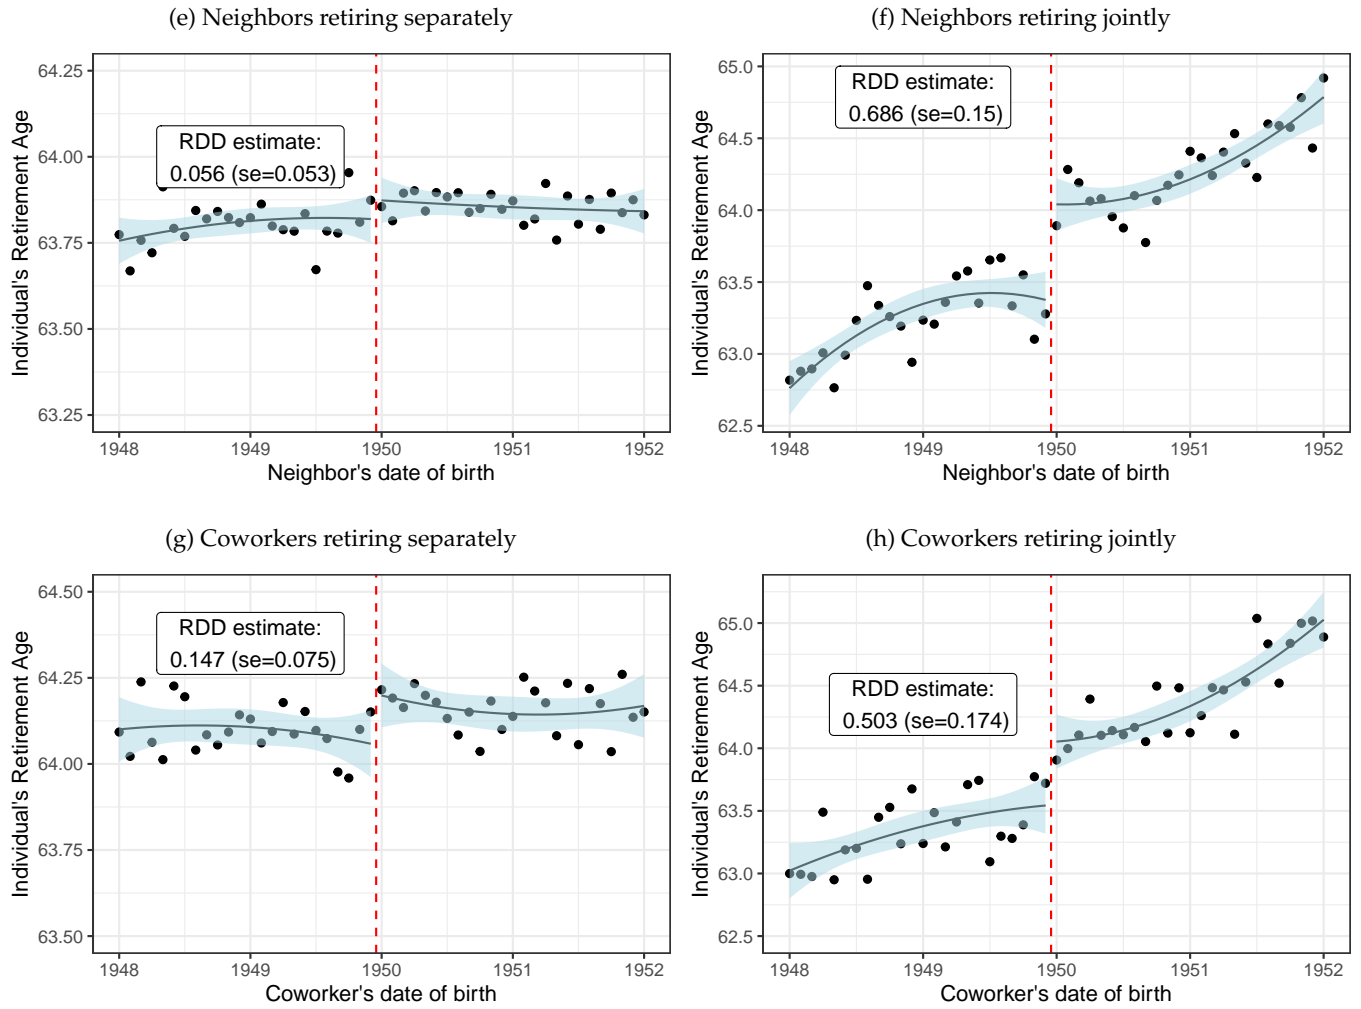 (e) Neighbors retiring separately
64.25
64.00
63.75
63.50
63.25
Individual's Retirement Age
RDD estimate:
0.056 (se=0.053)
1948 1949 1950 1951 1952
Neighbor's date of birth
(f) Neighbors retiring jointly
65.0
64.5
64.0
63.5
63.0
62.5
Individual's Retirement Age
RDD estimate:
0.686 (se=0.15)
1948 1949 1950 1951 1952
Neighbor's date of birth
(g) Coworkers retiring separately
64.50
64.25
64.00
63.75
63.50
Individual's Retirement Age
RDD estimate:
0.147 (se=0.075)
1948 1949 1950 1951 1952
Coworker's date of birth
(h) Coworkers retiring jointly
65.0
64.5
64.0
63.5
63.0
62.5
Individual's Retirement Age
RDD estimate:
0.503 (se=0.174)
1948 1949 1950 1951 1952
Coworker's date of birth